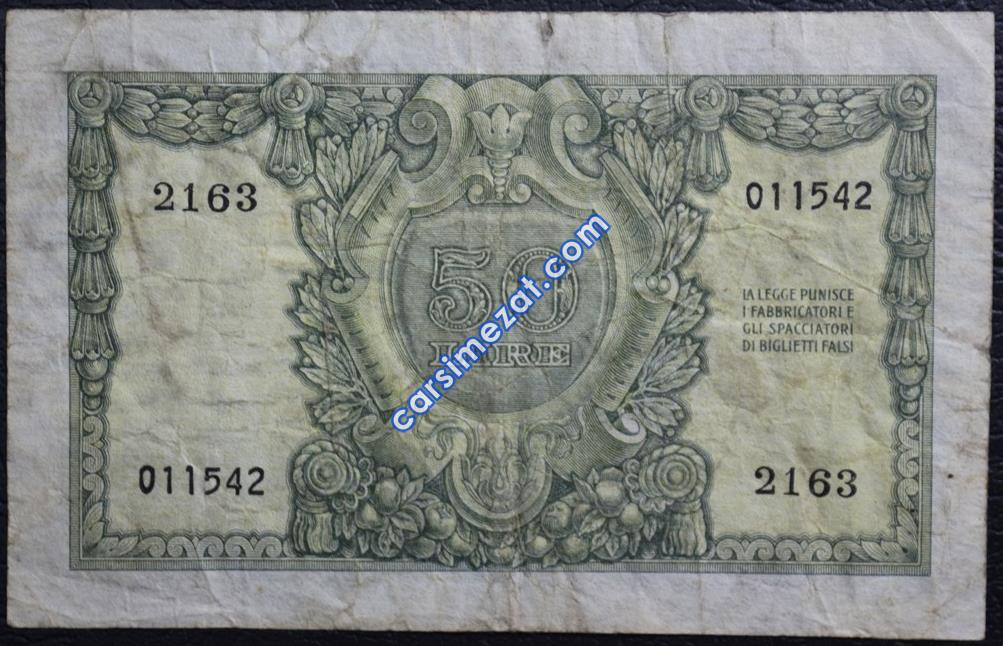 2163
011542
50
LIRE
LA LEGGE PUNISCE
I FABBRICATORI E
GLI SPACCIATORI
DI BIGLIETTI FALSI
011542
2163
carsimezat.com